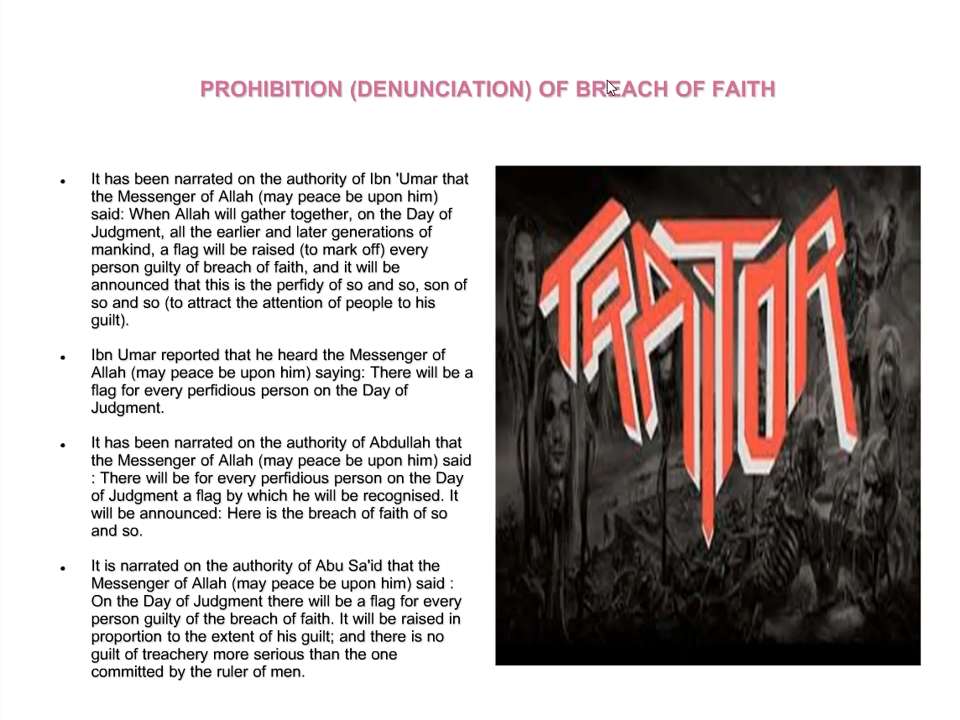 PROHIBITION (DENUNCIATION) OF BREACH OF FAITH
• It has been narrated on the authority of Ibn 'Umar that
the Messenger of Allah (may peace be upon him)
said: When Allah will gather together, on the Day of
Judgment, all the earlier and later generations of
mankind, a flag will be raised (to mark off) every
person guilty of breach of faith, and it will be
announced that this is the perfidy of so and so, son of
so and so (to attract the attention of people to his
guilt).
• Ibn Umar reported that he heard the Messenger of
Allah (may peace be upon him) saying: There will be a
flag for every perfidious person on the Day of
Judgment.
• It has been narrated on the authority of Abdullah that
the Messenger of Allah (may peace be upon him) said
: There will be for every perfidious person on the Day
of Judgment a flag by which he will be recognised. It
will be announced: Here is the breach of faith of so
and so.
• It is narrated on the authority of Abu Sa'id that the
Messenger of Allah (may peace be upon him) said :
On the Day of Judgment there will be a flag for every
person guilty of the breach of faith. It will be raised in
proportion to the extent of his guilt; and there is no
guilt of treachery more serious than the one
committed by the ruler of men.
TRAITOR